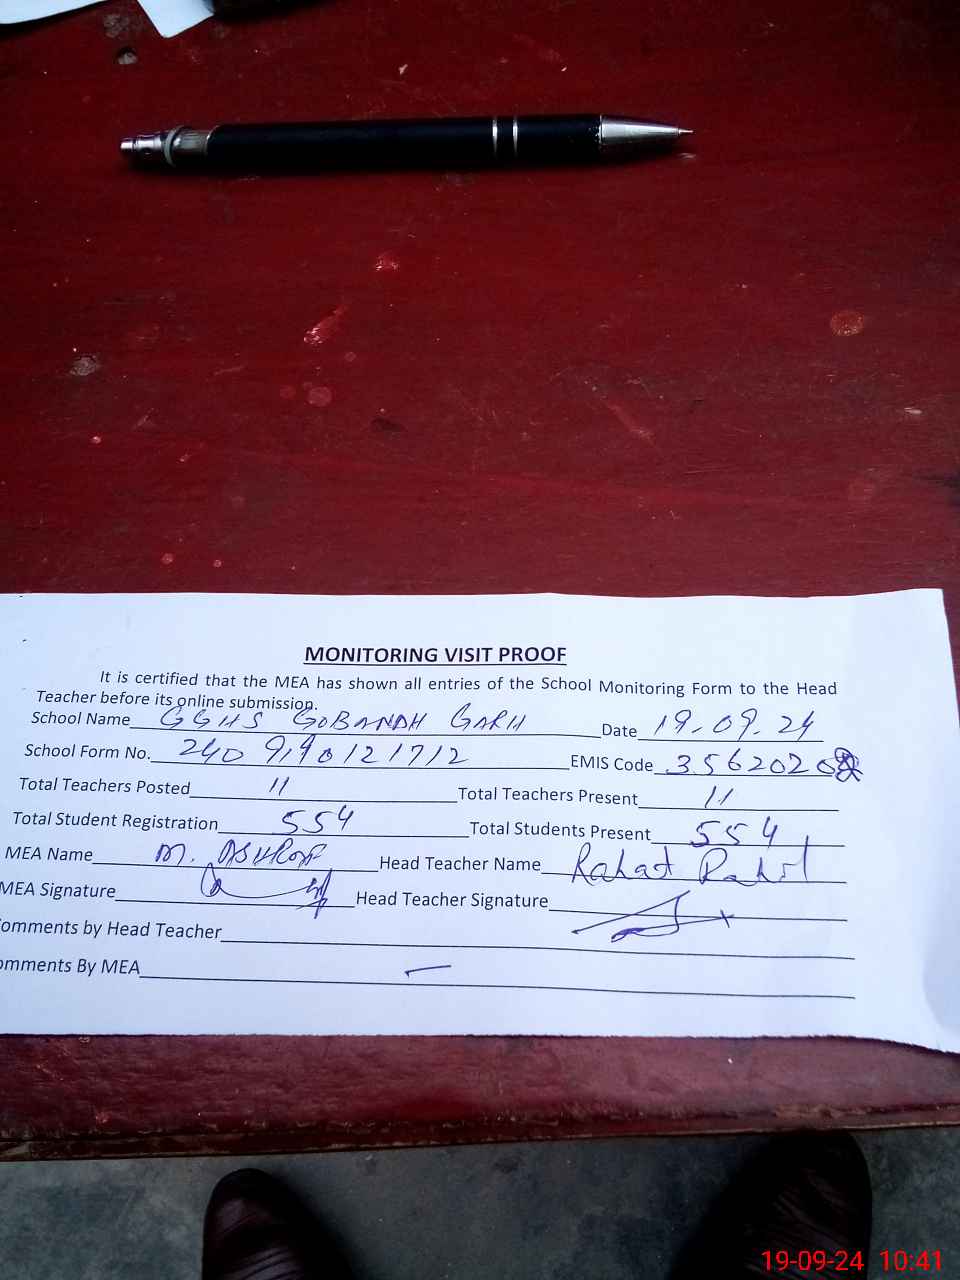 MONITORING VISIT PROOF
It is certified that the MEA has shown all entries of the School Monitoring Form to the Head
Teacher before its online submission.
School Name GGHS GOBANDH GARH Date 19.09.24
School Form No. 240 919 0121712 EMIS Code 3562020
Total Teachers Posted 11 Total Teachers Present 11
Total Student Registration 554 Total Students Present 554
MEA Name M. ASHRAF Head Teacher Name Rahat
MEA Signature Head Teacher Signature
omments by Head Teacher
omments By MEA —
19-09-24 10:41